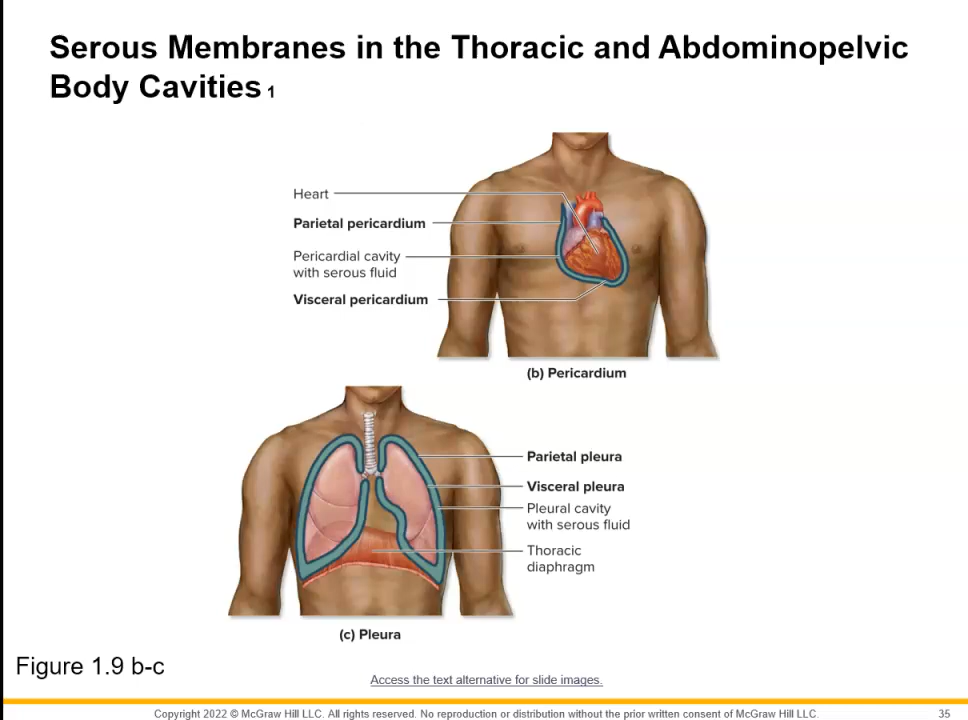 Serous Membranes in the Thoracic and Abdominopelvic
Body Cavities 1
Heart
Parietal pericardium
Pericardial cavity
with serous fluid
Visceral pericardium
(b) Pericardium
Parietal pleura
Visceral pleura
Pleural cavity
with serous fluid
Thoracic
diaphragm
(c) Pleura
Figure 1.9 b-c
Access the text alternative for slide images.
Copyright 2022 © McGraw Hill LLC. All rights reserved. No reproduction or distribution without the prior written consent of McGraw Hill LLC.
35